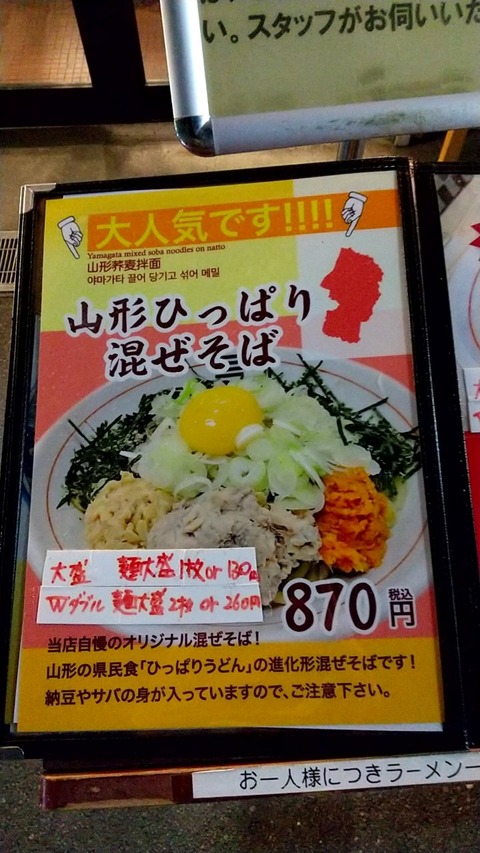 い。スタッフがお伺いいた
大人気です!!!!
Yamagata mixed soba noodles on natto
山形荞麦拌面
야마가타 끌어 당기고 섞어 메밀
山形ひっぱり
混ぜそば
大盛 麺大盛1枚or130円
Wダブル 麺大盛2枚 or 260円
870税込円
当店自慢のオリジナル混ぜそば!
山形の県民食「ひっぱりうどん」の進化形混ぜそばです!
納豆やサバの身が入っていますので、ご注意下さい。
お一人様につきラーメン一